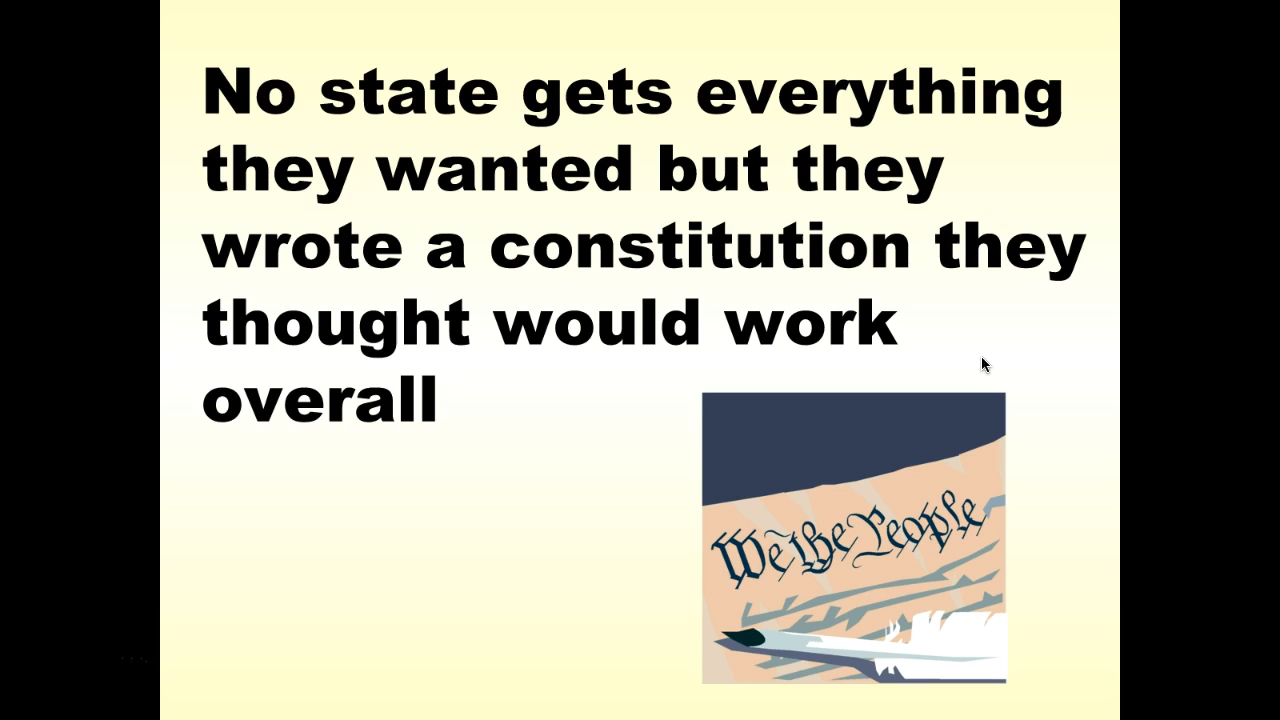 No state gets everything
they wanted but they
wrote a constitution they
thought would work
overall
We the People